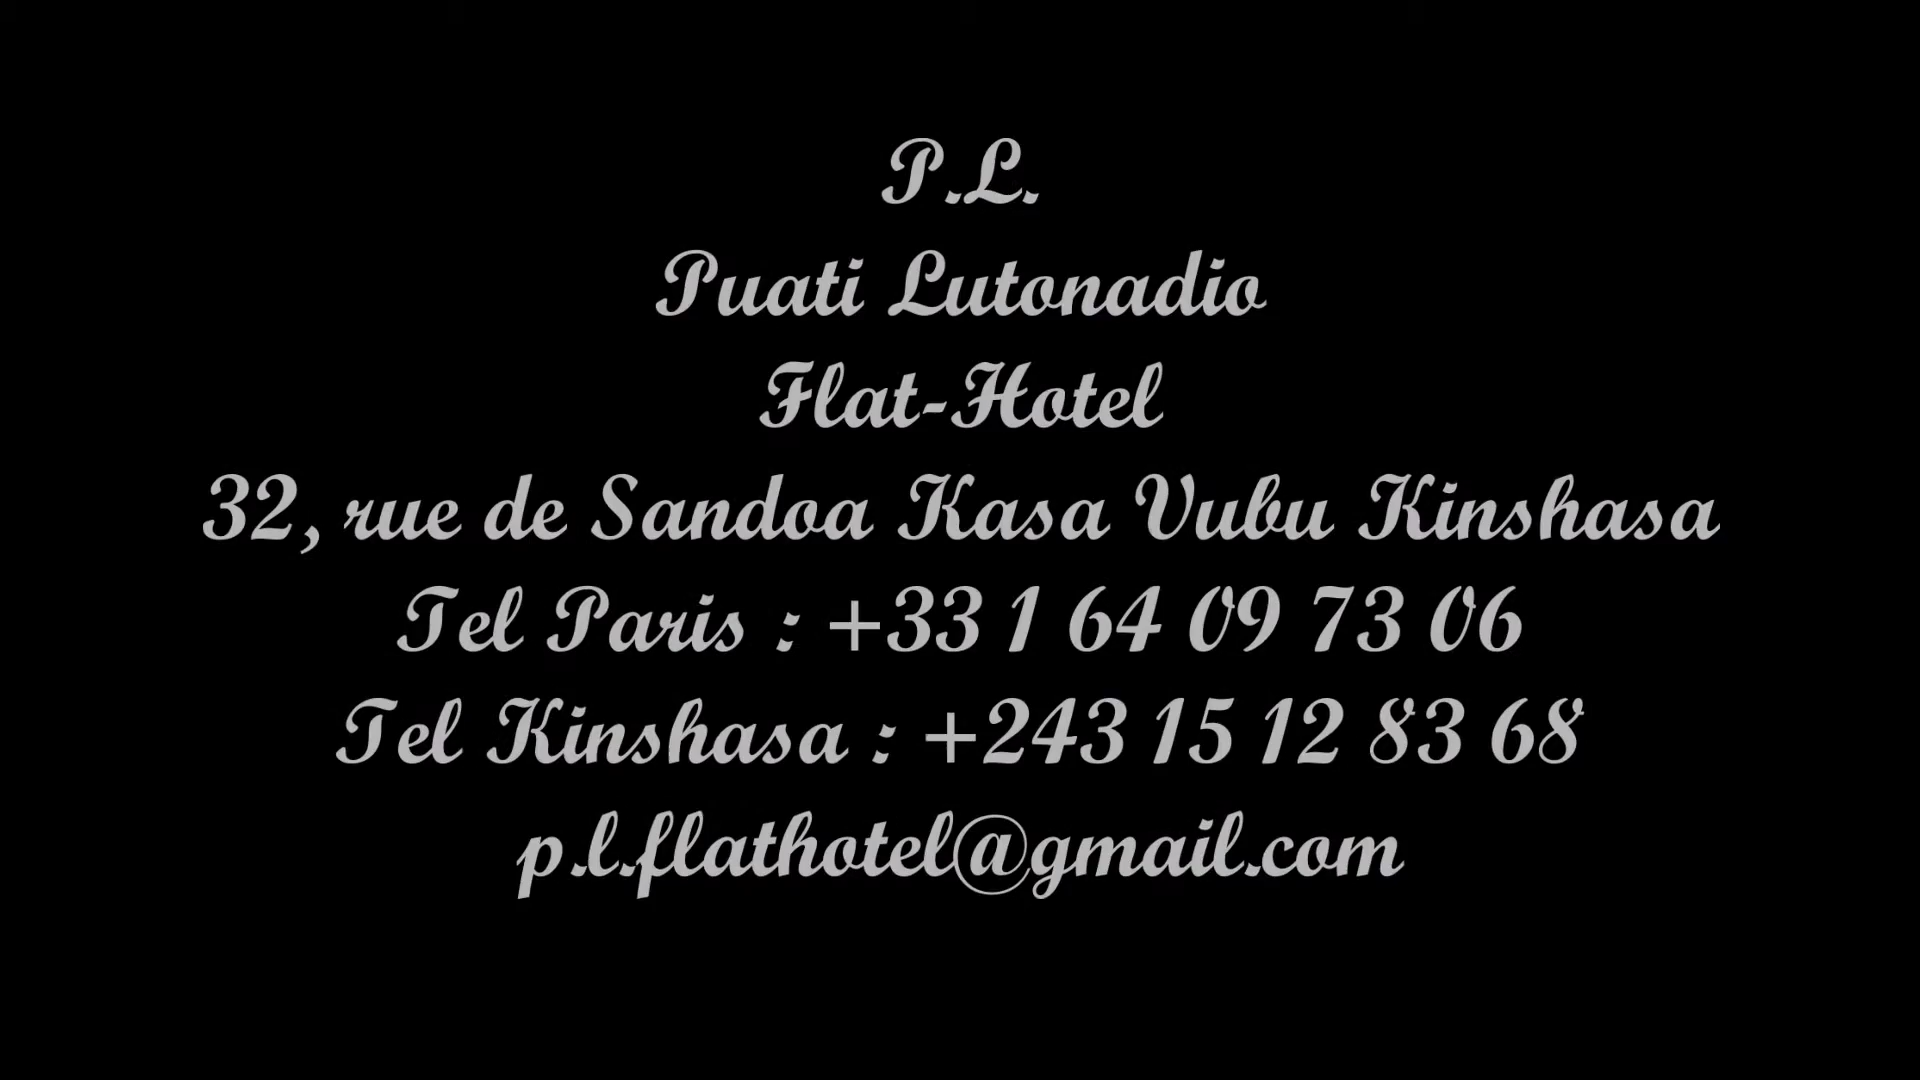 P.L.
Puati Lutonadio
Flat-Hotel
32, rue de Sandoa Kasa Vubu Kinshasa
Tel Paris : +33 1 64 09 73 06
Tel Kinshasa : +243 15 12 83 68
p.l.flathotel@gmail.com